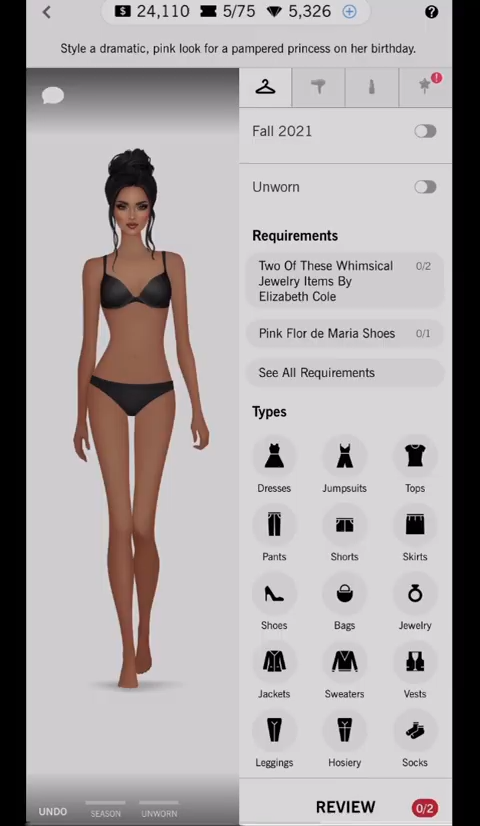 24,110 5/75 5,326
Style a dramatic, pink look for a pampered princess on her birthday.
Fall 2021
Unworn
Requirements
Two Of These Whimsical 0/2
Jewelry Items By
Elizabeth Cole
Pink Flor de Maria Shoes 0/1
See All Requirements
Types
Dresses Jumpsuits Tops
Pants Shorts Skirts
Shoes Bags Jewelry
Jackets Sweaters Vests
Leggings Hosiery Socks
UNDO SEASON UNWORN
REVIEW 0/2